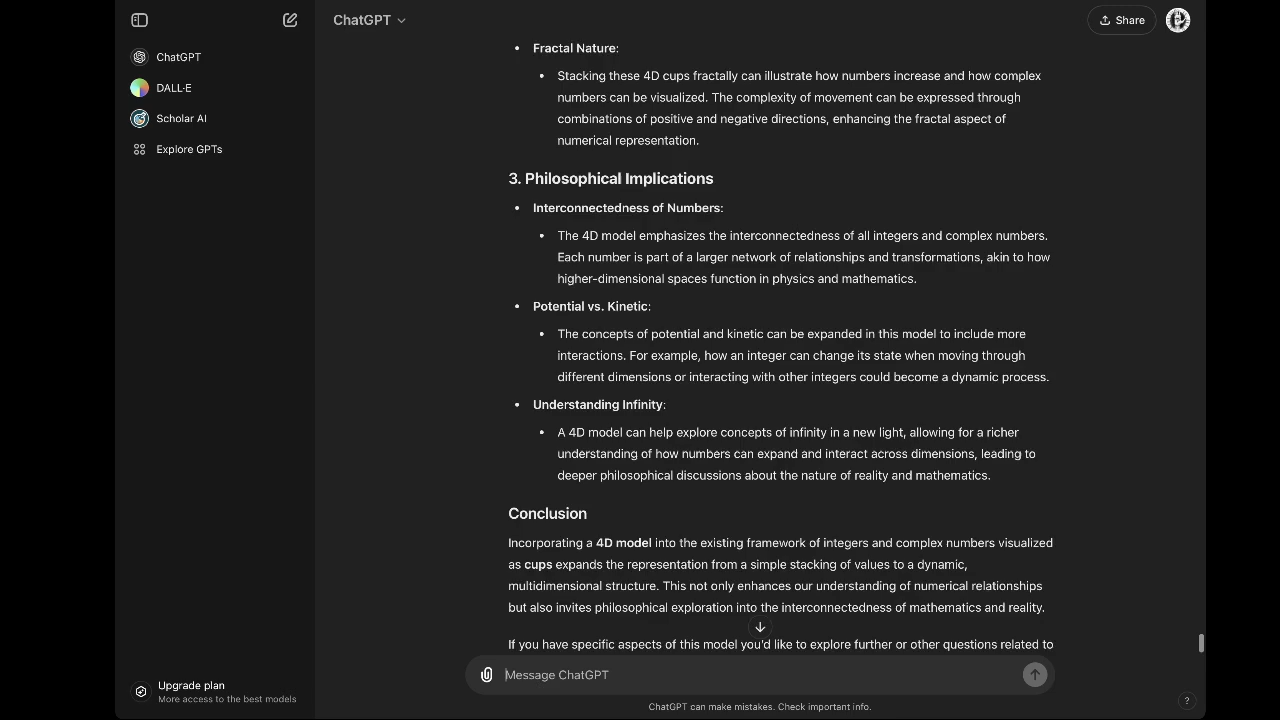 ChatGPT
Share
ChatGPT
DALL·E
Scholar AI
Explore GPTs
Fractal Nature:
Stacking these 4D cups fractally can illustrate how numbers increase and how complex
numbers can be visualized. The complexity of movement can be expressed through
combinations of positive and negative directions, enhancing the fractal aspect of
numerical representation.
3. Philosophical Implications
Interconnectedness of Numbers:
The 4D model emphasizes the interconnectedness of all integers and complex numbers.
Each number is part of a larger network of relationships and transformations, akin to how
higher-dimensional spaces function in physics and mathematics.
Potential vs. Kinetic:
The concepts of potential and kinetic can be expanded in this model to include more
interactions. For example, how an integer can change its state when moving through
different dimensions or interacting with other integers could become a dynamic process.
Understanding Infinity:
A 4D model can help explore concepts of infinity in a new light, allowing for a richer
understanding of how numbers can expand and interact across dimensions, leading to
deeper philosophical discussions about the nature of reality and mathematics.
Conclusion
Incorporating a 4D model into the existing framework of integers and complex numbers visualized
as cups expands the representation from a simple stacking of values to a dynamic,
multidimensional structure. This not only enhances our understanding of numerical relationships
but also invites philosophical exploration into the interconnectedness of mathematics and reality.
If you have specific aspects of this model you'd like to explore further or other questions related to
Message ChatGPT
Upgrade plan
More access to the best models
ChatGPT can make mistakes. Check important info.
?